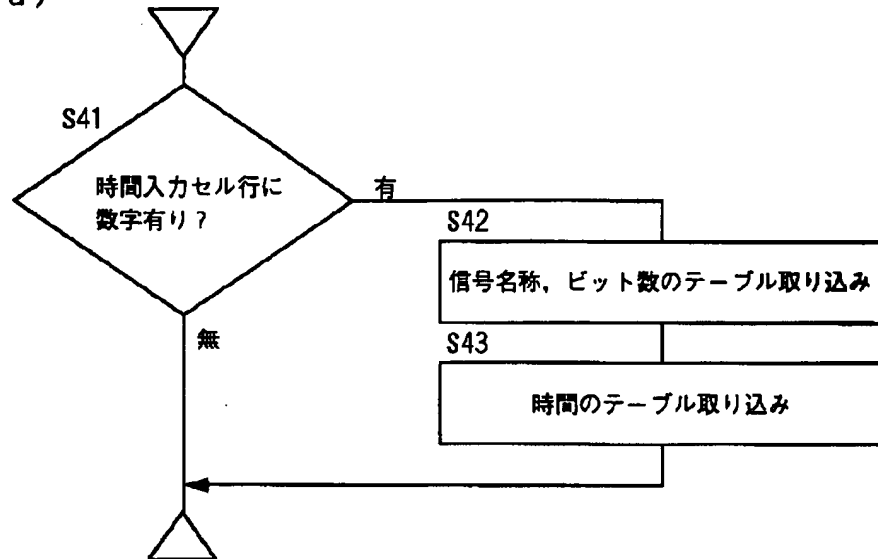 S41
時間入力セル行に
数字有り？
有
S42
信号名称，ビット数のテーブル取り込み
無
S43
時間のテーブル取り込み